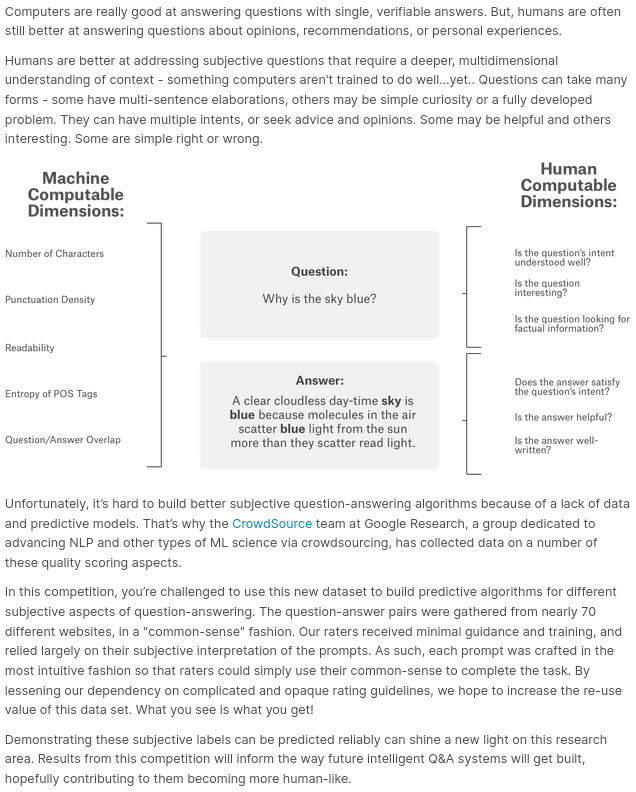 Computers are really good at answering questions with single, verifiable answers. But, humans are often
still better at answering questions about opinions, recommendations, or personal experiences.
Humans are better at addressing subjective questions that require a deeper, multidimensional
understanding of context - something computers aren't trained to do well...yet.. Questions can take many
forms - some have multi-sentence elaborations, others may be simple curiosity or a fully developed
problem. They can have multiple intents, or seek advice and opinions. Some may be helpful and others
interesting. Some are simple right or wrong.
Machine
Computable
Dimensions:
Number of Characters
Punctuation Density
Readability
Entropy of POS Tags
Question/Answer Overlap
Question:
Why is the sky blue?
Answer:
A clear cloudless day-time sky is
blue because molecules in the air
scatter blue light from the sun
more than they scatter read light.
Human
Computable
Dimensions:
Is the question's intent
understood well?
Is the question
interesting?
Is the question looking for
factual information?
Does the answer satisfy
the question's intent?
Is the answer helpful?
Is the answer well-
written?
Unfortunately, it's hard to build better subjective question-answering algorithms because of a lack of data
and predictive models. That's why the CrowdSource team at Google Research, a group dedicated to
advancing NLP and other types of ML science via crowdsourcing, has collected data on a number of
these quality scoring aspects.
In this competition, you're challenged to use this new dataset to build predictive algorithms for different
subjective aspects of question-answering. The question-answer pairs were gathered from nearly 70
different websites, in a "common-sense" fashion. Our raters received minimal guidance and training, and
relied largely on their subjective interpretation of the prompts. As such, each prompt was crafted in the
most intuitive fashion so that raters could simply use their common-sense to complete the task. By
lessening our dependency on complicated and opaque rating guidelines, we hope to increase the re-use
value of this data set. What you see is what you get!
Demonstrating these subjective labels can be predicted reliably can shine a new light on this research
area. Results from this competition will inform the way future intelligent Q&A systems will get built,
hopefully contributing to them becoming more human-like.